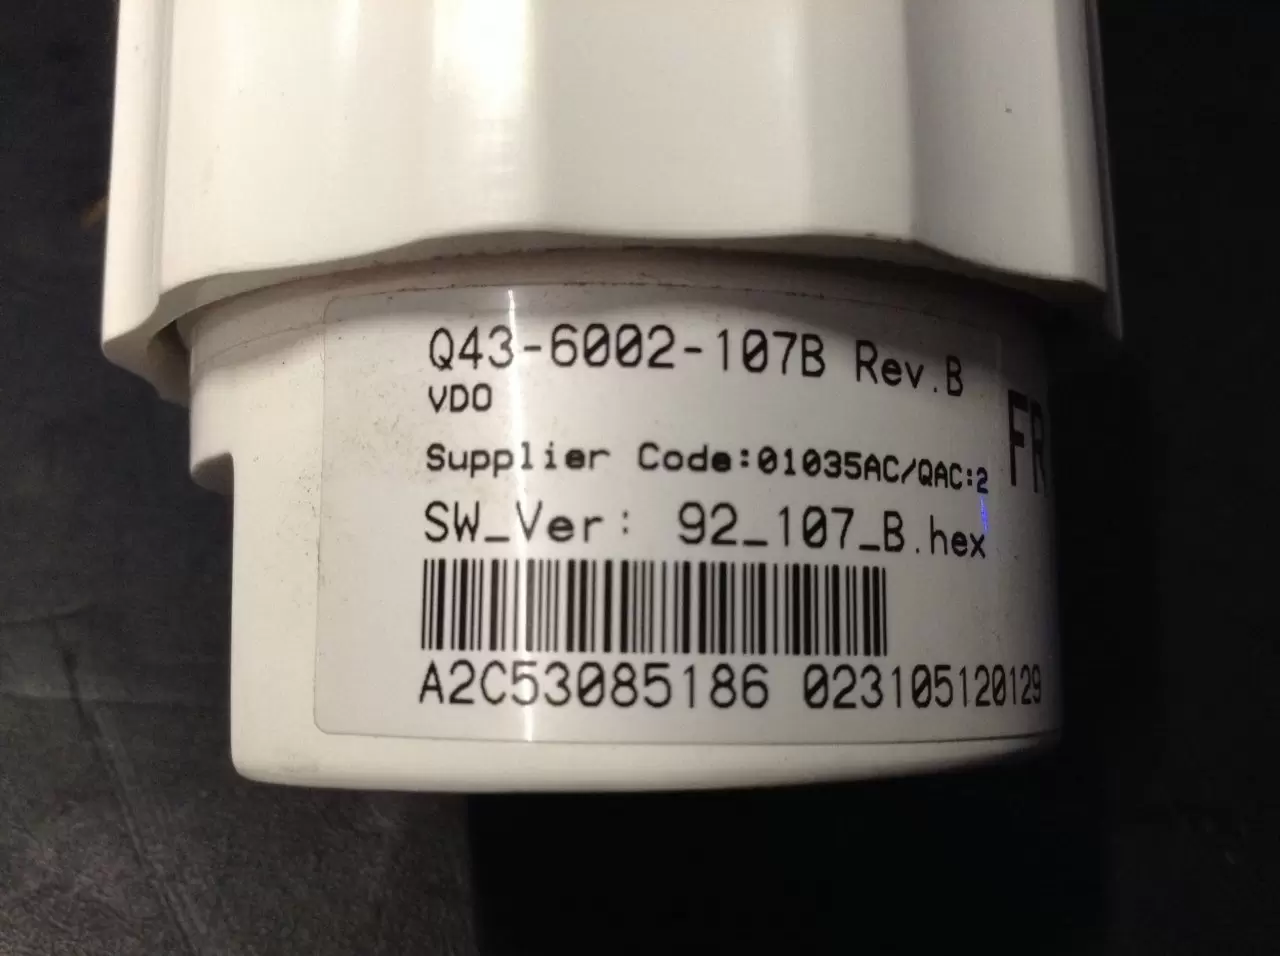 Q43-6002-107B Rev.B
VDO
Supplier Code:01035AC/QAC:2
FR
SW_Ver: 92_107_B.hex
A2C53085186 023105120129